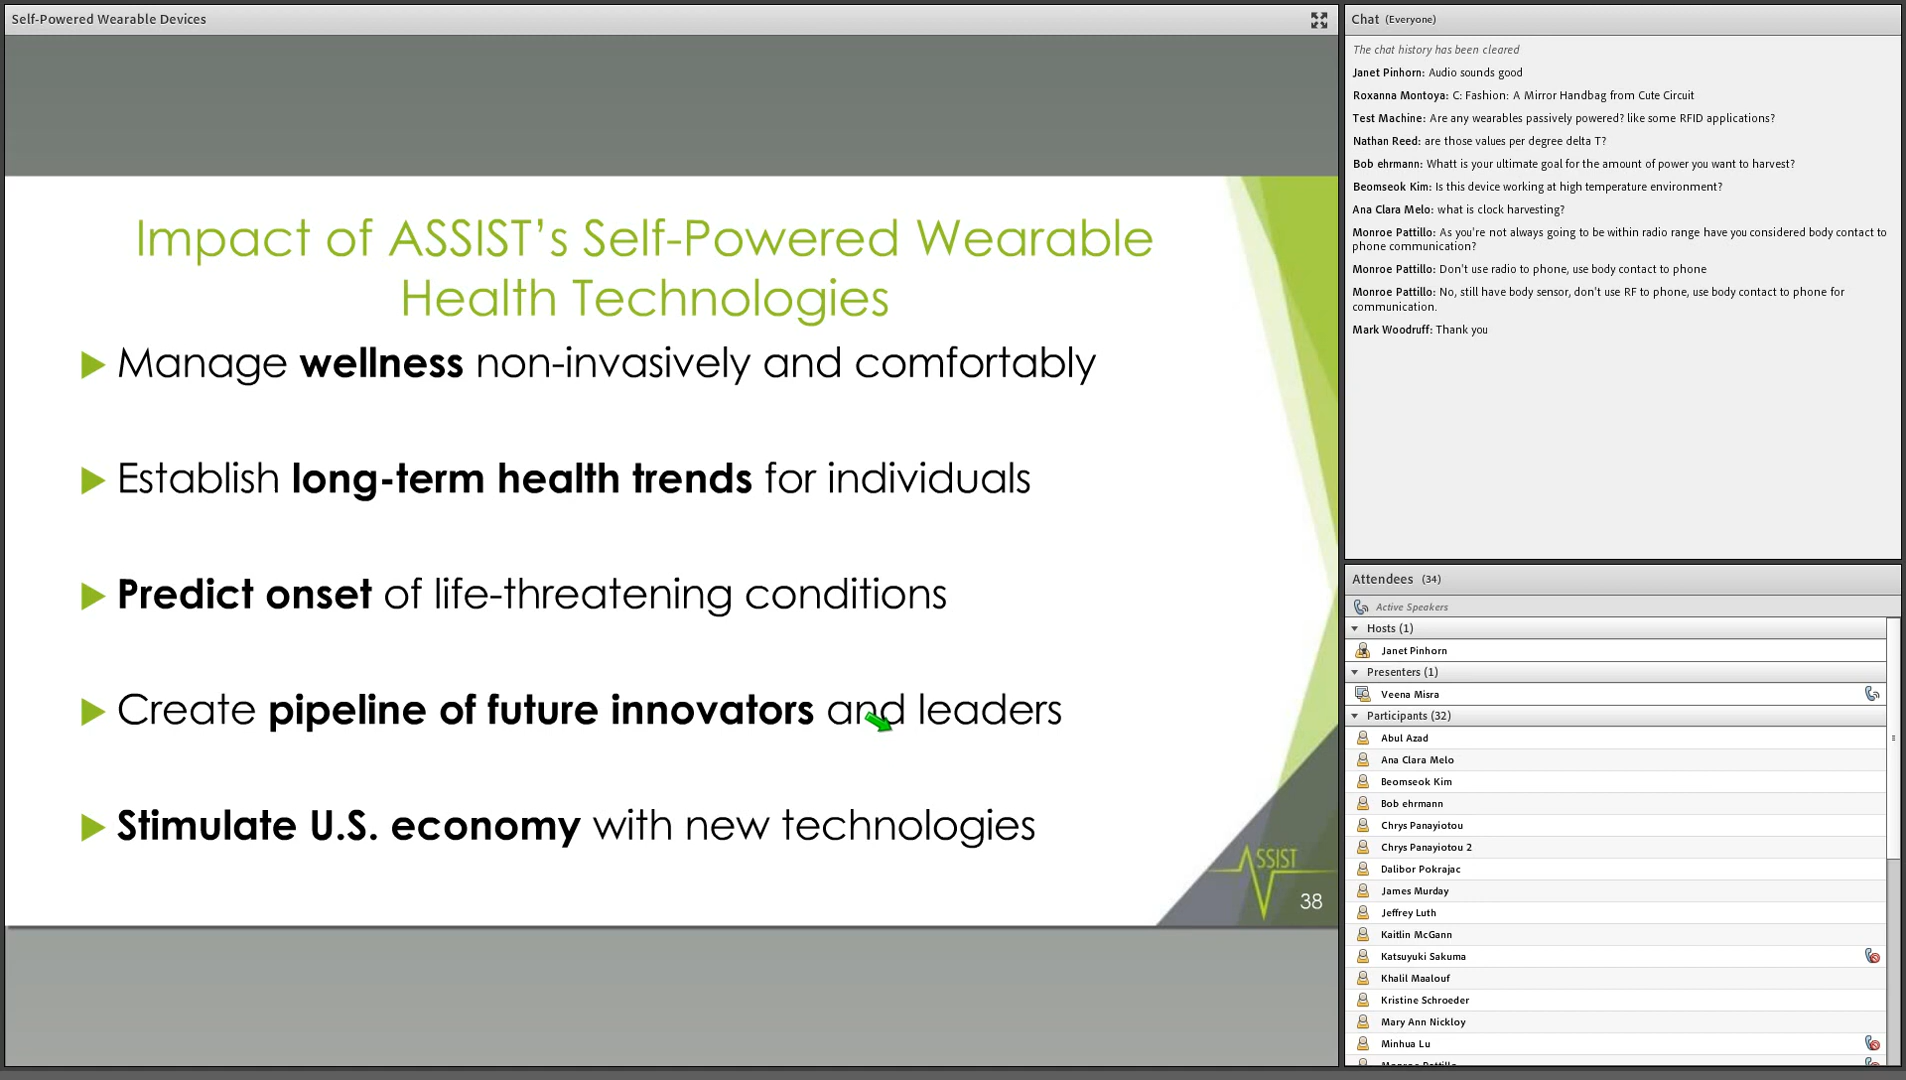 Self-Powered Wearable Devices
Impact of ASSIST's Self-Powered Wearable
Health Technologies
Manage wellness non-invasively and comfortably
Establish long-term health trends for individuals
Predict onset of life-threatening conditions
Create pipeline of future innovators and leaders
Stimulate U.S. economy with new technologies
ASSIST
38
Chat (Everyone)
The chat history has been cleared
Janet Pinhorn: Audio sounds good
Roxanna Montoya: C: Fashion: A Mirror Handbag from Cute Circuit
Test Machine: Are any wearables passively powered? like some RFID applications?
Nathan Reed: are those values per degree delta T?
Bob ehrmann: Whatt is your ultimate goal for the amount of power you want to harvest?
Beomseok Kim: Is this device working at high temperature environment?
Ana Clara Melo: what is clock harvesting?
Monroe Pattillo: As you're not always going to be within radio range have you considered body contact to
phone communication?
Monroe Pattillo: Don't use radio to phone, use body contact to phone
Monroe Pattillo: No, still have body sensor, don't use RF to phone, use body contact to phone for
communication.
Mark Woodruff: Thank you
Attendees (34)
Active Speakers
Hosts (1)
Janet Pinhorn
Presenters (1)
Veena Misra
Participants (32)
Abul Azad
Ana Clara Melo
Beomseok Kim
Bob ehrmann
Chrys Panayiotou
Chrys Panayiotou 2
Dalibor Pokrajac
James Murday
Jeffrey Luth
Kaitlin McGann
Katsuyuki Sakuma
Khalil Maalouf
Kristine Schroeder
Mary Ann Nickloy
Minhua Lu